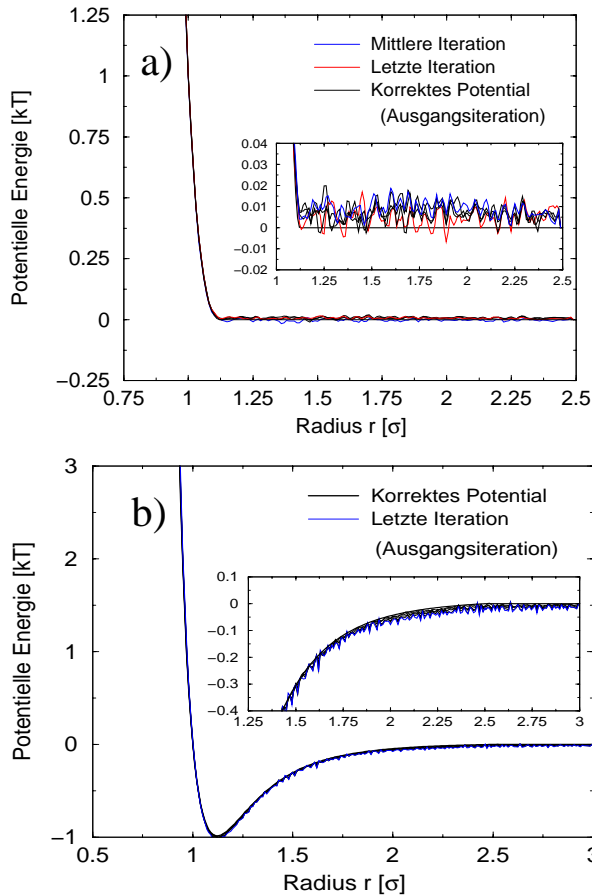 a)
Mittlere Iteration
Letzte Iteration
Korrektes Potential
(Ausgangsiteration)
Potentielle Energie [kT]
1.25
1
0.75
0.5
0.25
0
−0.25
0.04
0.03
0.02
0.01
0
−0.01
−0.02
1 1.25 1.5 1.75 2 2.25 2.5
0.75 1 1.25 1.5 1.75 2 2.25 2.5
Radius r [σ]
b)
Korrektes Potential
Letzte Iteration
(Ausgangsiteration)
Potentielle Energie [kT]
3
2
1
0
−1
0.1
0
−0.1
−0.2
−0.3
−0.4
1.25 1.5 1.75 2 2.25 2.5 2.75 3
0.5 1 1.5 2 2.5 3
Radius r [σ]